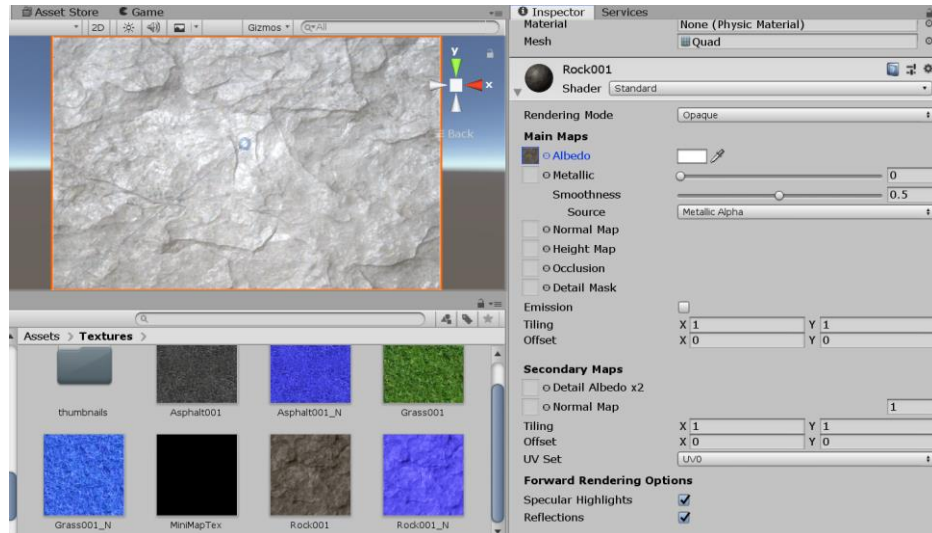 Asset Store Game
2D Gizmos All
y
x
Back
Assets > Textures >
thumbnails Asphalt001 Asphalt001_N Grass001
Grass001_N MiniMapTex Rock001 Rock001_N
Inspector Services
Material None (Physic Material)
Mesh Quad
Rock001
Shader Standard
Rendering Mode Opaque
Main Maps
Albedo
Metallic 0
Smoothness 0.5
Source Metallic Alpha
Normal Map
Height Map
Occlusion
Detail Mask
Emission
Tiling X 1 Y 1
Offset X 0 Y 0
Secondary Maps
Detail Albedo x2
Normal Map 1
Tiling X 1 Y 1
Offset X 0 Y 0
UV Set UV0
Forward Rendering Options
Specular Highlights
Reflections